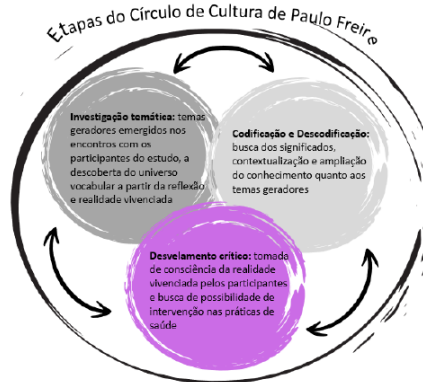 Etapas do Círculo de Cultura de Paulo Freire
Investigação temática: temas
geradores emergidos nos
encontros com os
participantes do estudo, a
descoberta do universo
vocabular a partir da reflexão
e realidade vivenciada
Codificação e Descodificação:
busca dos significados,
contextualização e ampliação
do conhecimento quanto aos
temas geradores
Desvelamento crítico: tomada
de consciência da realidade
vivenciada pelos participantes
e busca de possibilidade de
intervenção nas práticas de
saúde